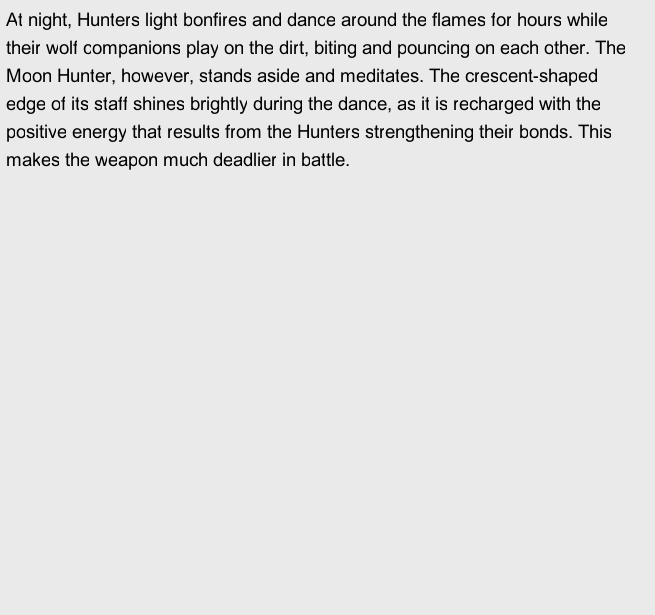 At night, Hunters light bonfires and dance around the flames for hours while
their wolf companions play on the dirt, biting and pouncing on each other. The
Moon Hunter, however, stands aside and meditates. The crescent-shaped
edge of its staff shines brightly during the dance, as it is recharged with the
positive energy that results from the Hunters strengthening their bonds. This
makes the weapon much deadlier in battle.